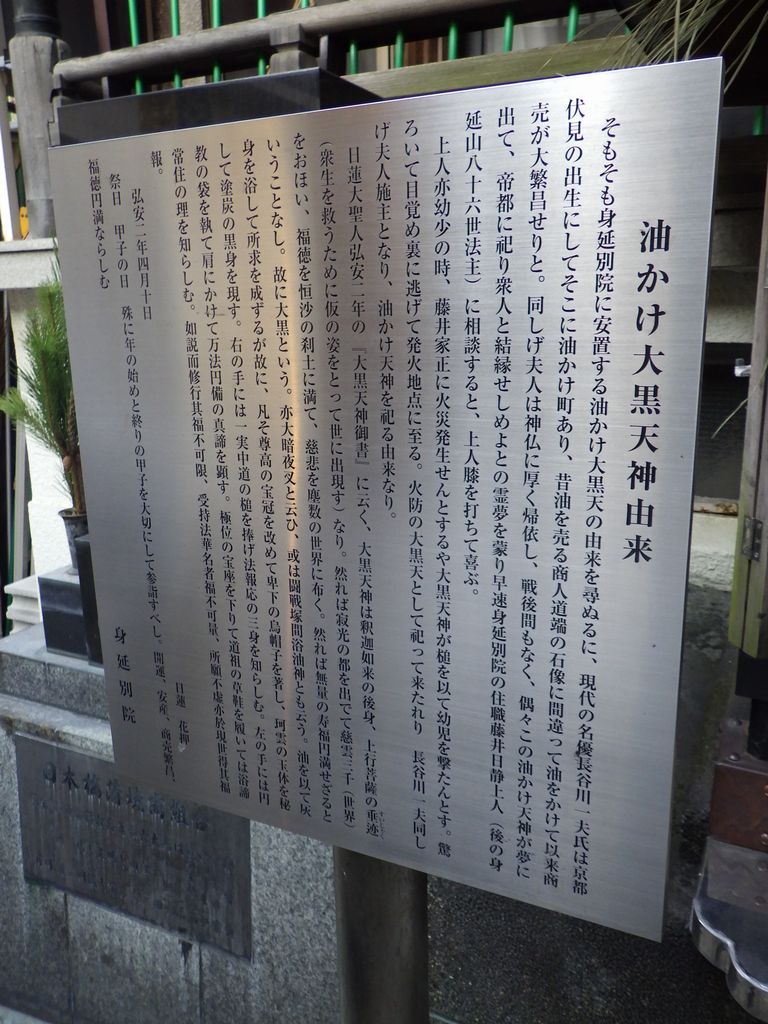 油かけ大黒天神由来
そもそも身延別院に安置する油かけ大黒天の由来を尋ぬるに、現代の名優長谷川一夫氏は京都
伏見の出生にしてそこに油かけ町あり、昔油を売る商人道端の石像に間違って油をかけて以来商
売が大繁昌せりと。同しげ夫人は神仏に厚く帰依し、戦後間もなく、偶々この油かけ天神が夢に
出て、帝都に祀り衆人と結縁せしめよとの霊夢を蒙り早速身延別院の住職藤井日静上人（後の身
延山八十六世法主）に相談すると、上人膝を打ちて喜ぶ。
上人亦幼少の時、藤井家正に火災発生せんとするや大黒天神が槌を以て幼児を撃たんとす。驚
ろいて目覚め裏に逃げて発火地点に至る。火防の大黒天として祀って来たれり　長谷川一夫同し
げ夫人施主となり、油かけ天神を祀る由来なり。
日蓮大聖人弘安二年の『大黒天神御書』に云く、大黒天神は釈迦如来の後身、上行菩薩の垂迹
すいじゃく
（衆生を救うために仮の姿をとって世に出現す）なり。然れば寂光の都を出でて慈雲三千（世界）
をおほい、福徳を恒沙の刹土に満て、慈悲を塵数の世界に布く。然れば無量の寿福円満せざると
いうことなし。故に大黒という。亦大暗夜叉と云ひ、或は闘戦塚間浴油神とも云う。油を以て灰
身を浴して所求を成ずるが故に、凡そ尊高の宝冠を改めて卑下の烏帽子を著し、珂雪の玉体を秘
して塗炭の黒身を現す。右の手には一実中道の槌を捧げ法報応の三身を知らしむ。左の手には円
教の袋を執て肩にかけて万法円備の真諦を顕す。極位の宝座を下りて道祖の草鞋を履いては浴諦
常住の理を知らしむ。如説而修行其福不可限、受持法華名者福不可量、所願不虚亦於現世得其福
報。
弘安二年四月十日　日蓮　花押
祭日　甲子の日　殊に年の始めと終りの甲子を大切にして参詣すべし。開運、安産、商売繁昌、
福徳円満ならしむ
身延別院